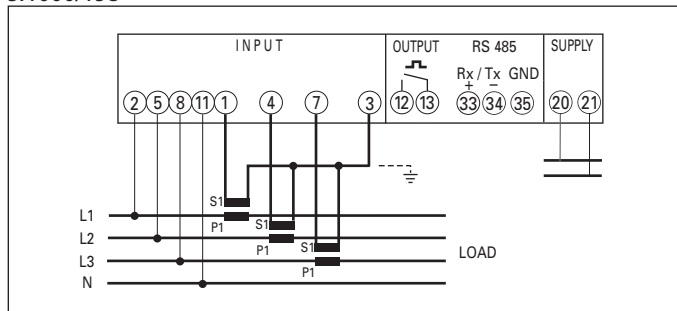 INPUT OUTPUT RS 485 SUPPLY
Rx / Tx GND
+ −
2 5 8 11 1 4 7 3 12 13 33 34 35 20 21
S1
L1
P1 S1
L2
P1 S1
L3 LOAD
P1
N